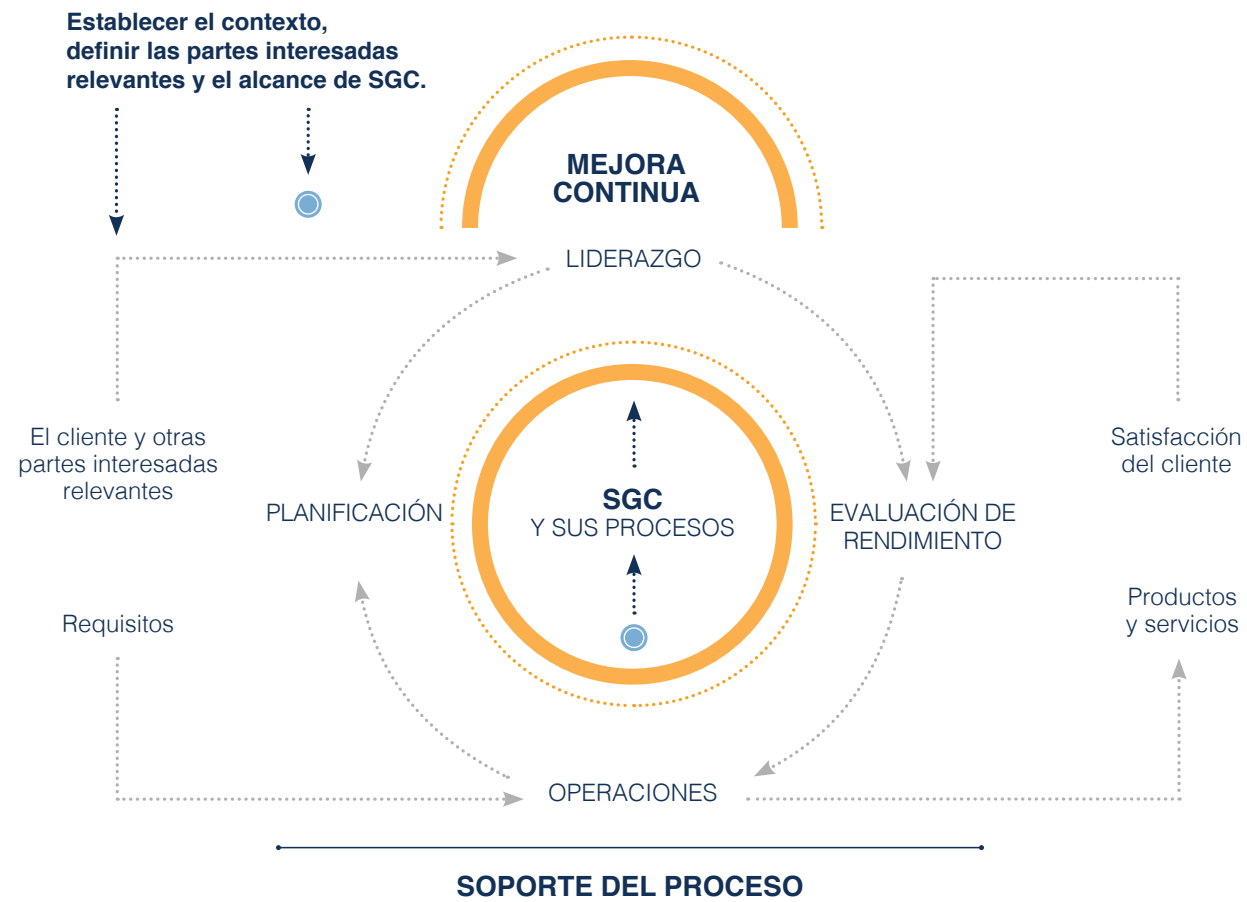 Establecer el contexto,
definir las partes interesadas
relevantes y el alcance de SGC.
MEJORA
CONTINUA
LIDERAZGO
El cliente y otras
partes interesadas
relevantes
Satisfacción
del cliente
PLANIFICACIÓN
SGC
Y SUS PROCESOS
EVALUACIÓN DE
RENDIMIENTO
Requisitos
Productos
y servicios
OPERACIONES
SOPORTE DEL PROCESO